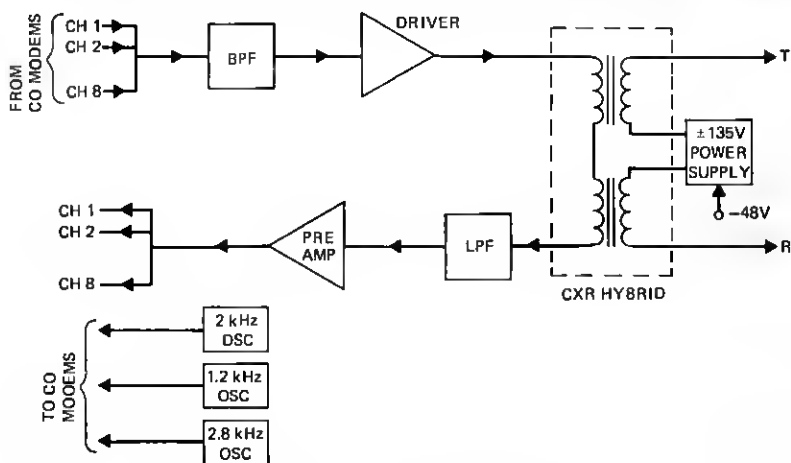 FROM
CO MODEMS
CH 1
CH 2
CH 8
BPF
DRIVER
T
±135V
POWER
SUPPLY
-48V
R
CXR HY8RID
LPF
PRE
AMP
CH 1
CH 2
CH 8
TO CO
MOOEMS
2 kHz
DSC
1.2 kHz
OSC
2.8 kHz
OSC